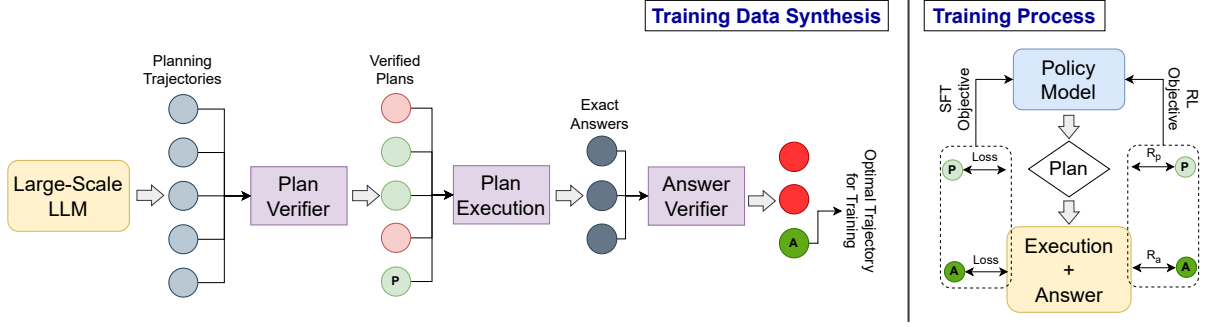 Training Data Synthesis
Planning
Trajectories
Verified
Plans
Exact
Answers
Large-Scale
LLM
Plan
Verifier
P
Plan
Execution
Answer
Verifier
A
Optimal Trajectory
for Training
Training Process
Policy
Model
SFT
Objective
RL
Objective
P
Loss
Plan
Rp
P
A
Loss
Execution
+
Answer
Ra
A